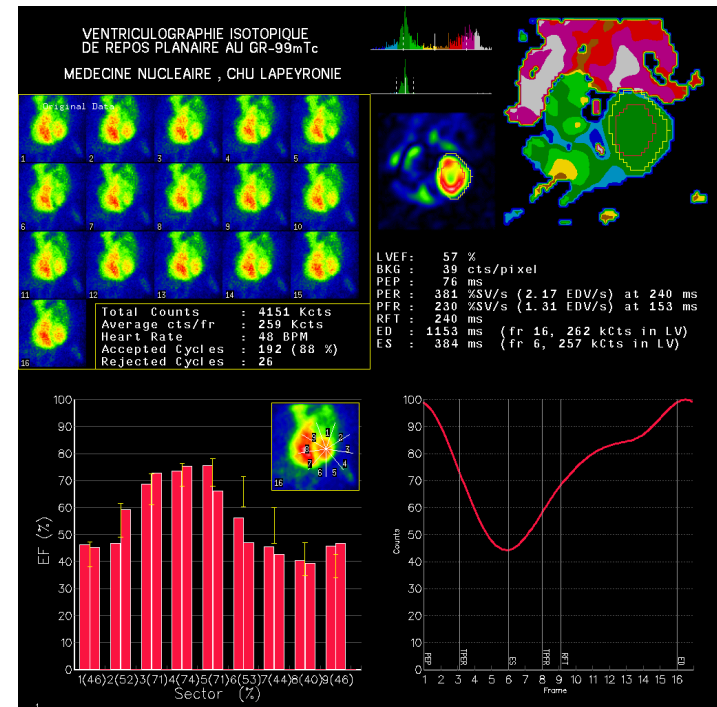 VENTRICULOGRAPHIE ISOTOPIQUE
DE REPOS PLANAIRE AU GR-99mTc
MEDECINE NUCLEAIRE , CHU LAPEYRONIE
Original Data
1 2 3 4 5
6 7 8 9 10
11 12 13 14 15
16
Total Counts : 4151 Kcts
Average cts/fr : 259 Kcts
Heart Rate : 48 BPM
Accepted Cycles : 192 (88 %)
Rejected Cycles : 26
LVEF: 57 %
BKG : 39 cts/pixel
PEP : 76 ms
PER : 381 %SV/s (2.17 EDV/s) at 240 ms
PFR : 230 %SV/s (1.31 EDV/s) at 153 ms
RFT : 240 ms
ED : 1153 ms (fr 16, 262 kCts in LV)
ES : 384 ms (fr 6, 257 kCts in LV)
EF (%)
100
90
80
70
60
50
40
30
20
10
0
1(46) 2(52) 3(71) 4(74) 5(71) 6(53) 7(44) 8(40) 9(46)
Sector (%)
1 2 3 4 5 6
16
Counts
100
90
80
70
60
50
40
30
20
10
0
PEP TPER ES TPFR RFT ED
1 2 3 4 5 6 7 8 9 10 11 12 13 14 15 16
Frame
1